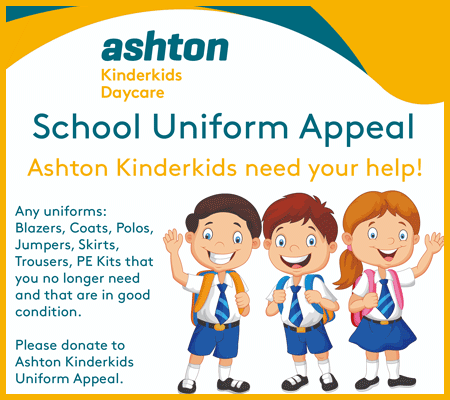 ashton
Kinderkids
Daycare
School Uniform Appeal
Ashton Kinderkids need your help!
Any uniforms:
Blazers, Coats, Polos,
Jumpers, Skirts,
Trousers, PE Kits that
you no longer need
and that are in good
condition.
Please donate to
Ashton Kinderkids
Uniform Appeal.